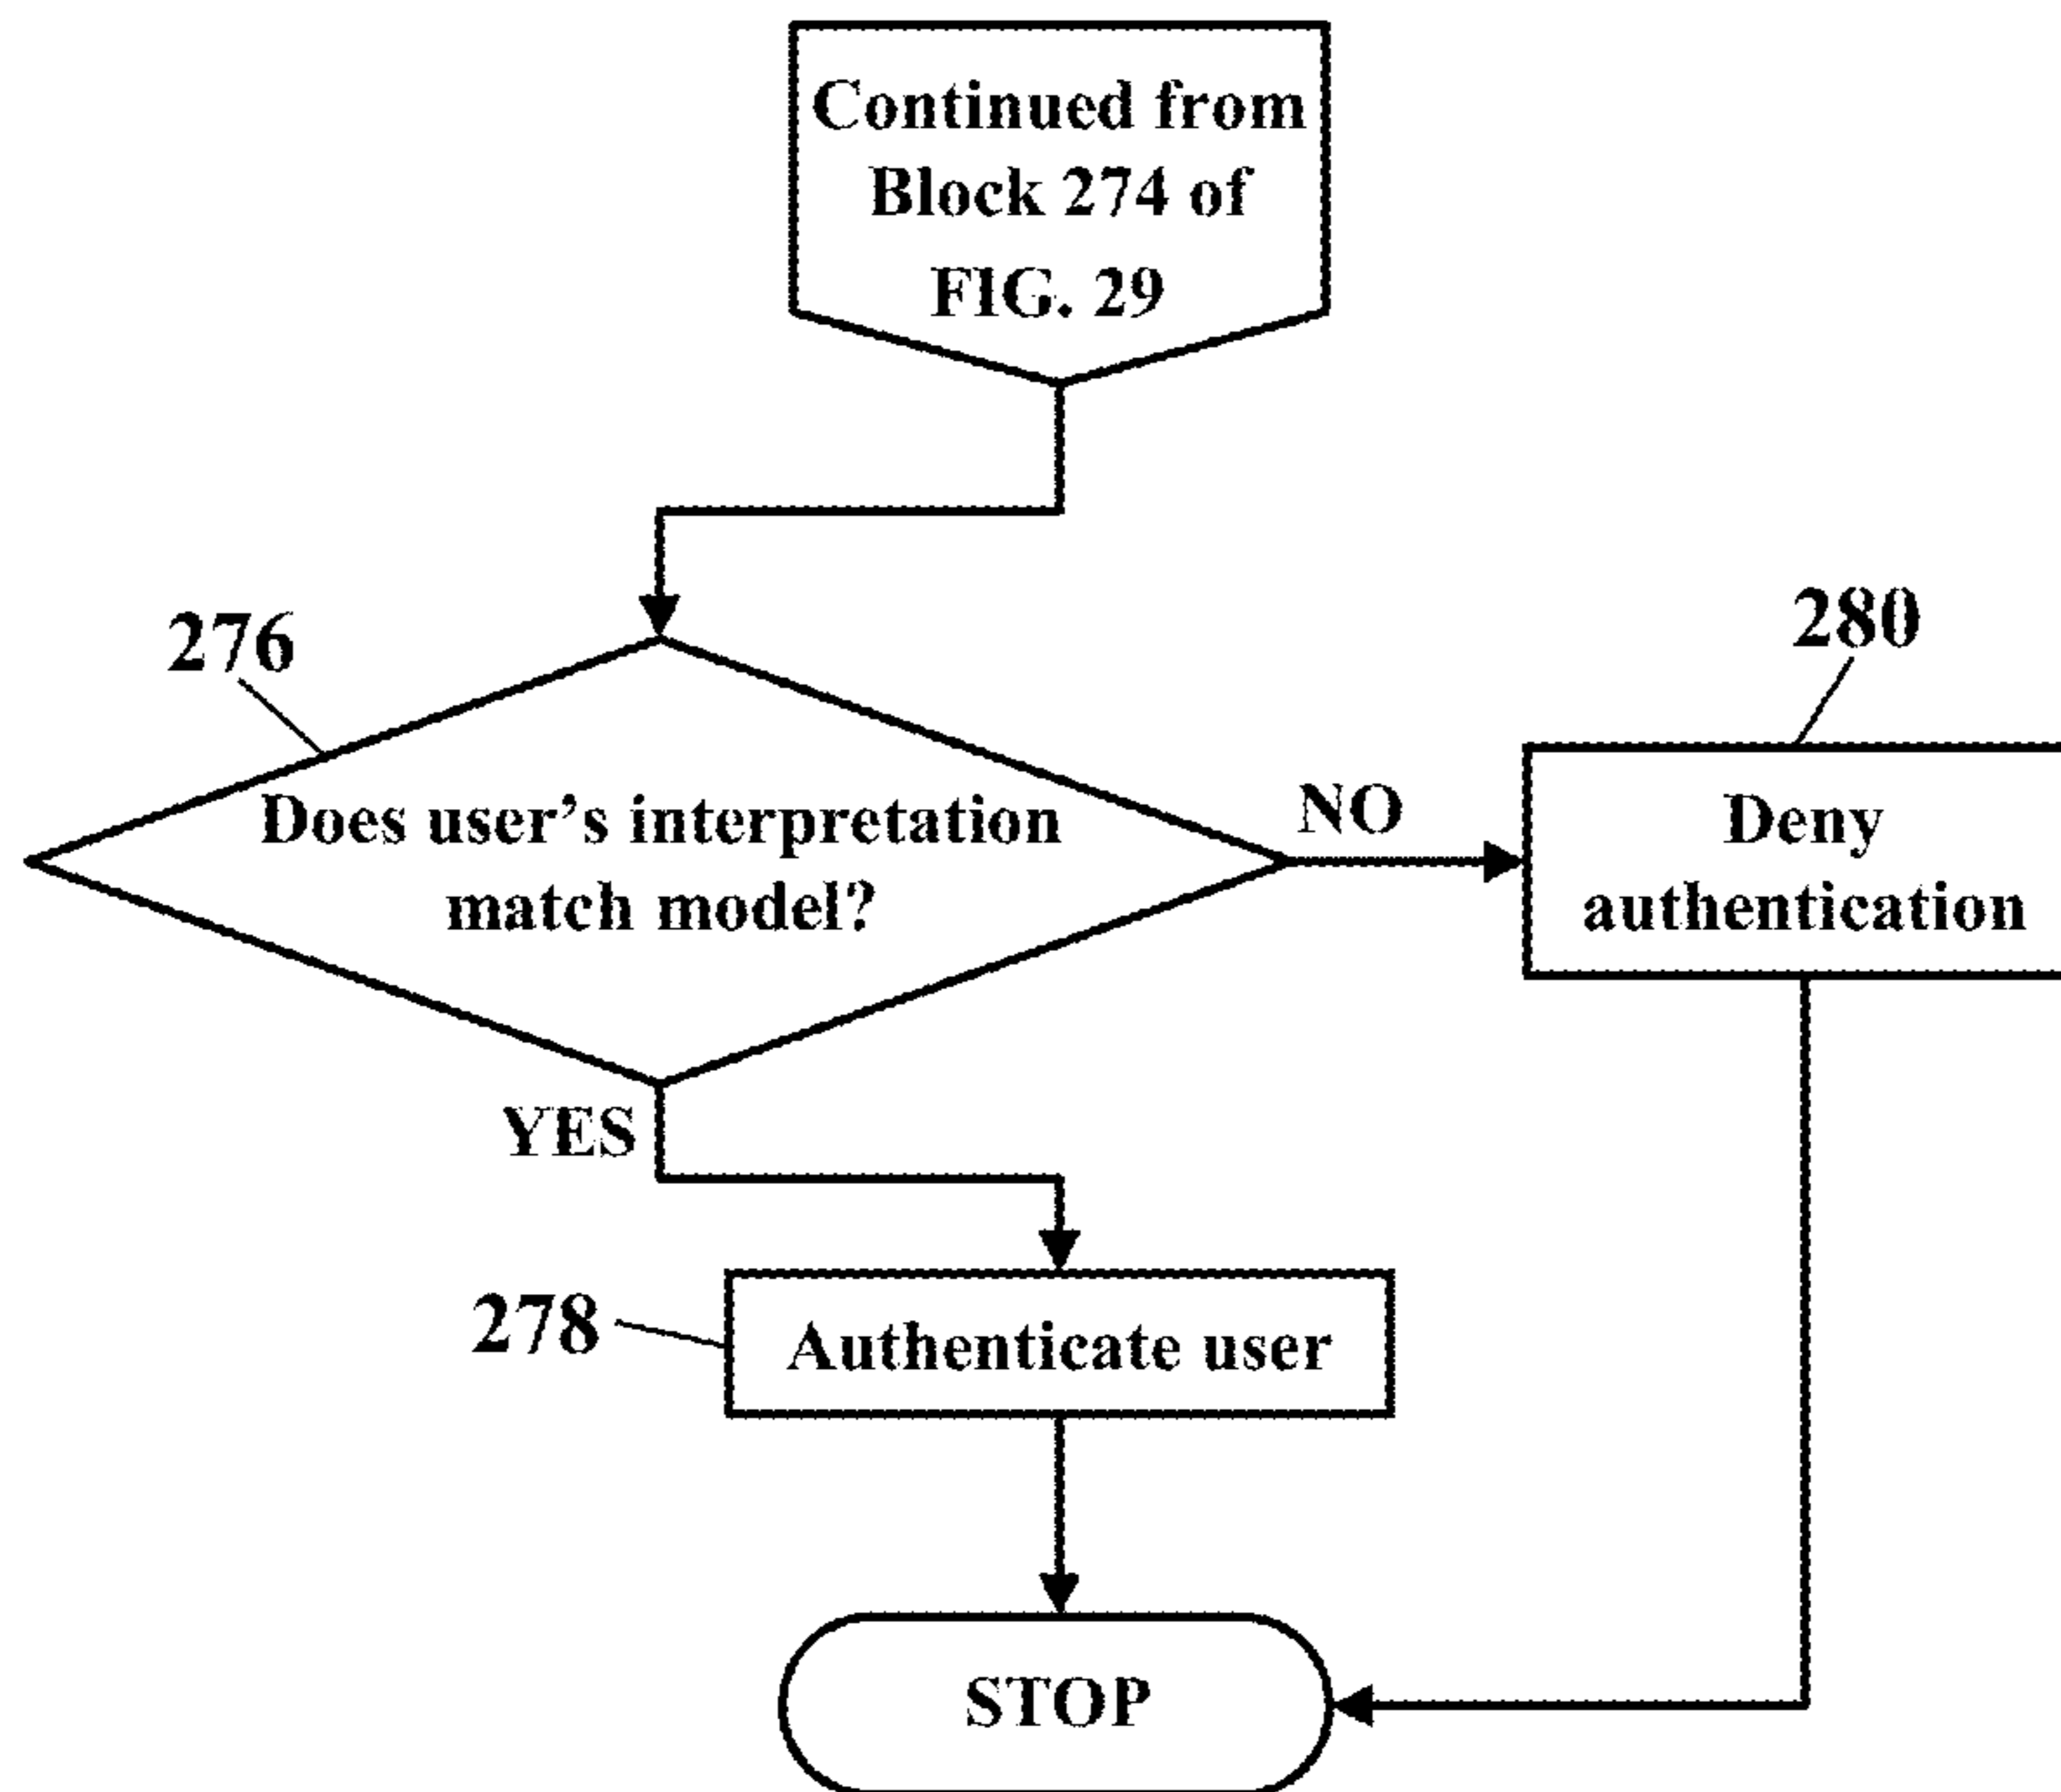 Continued from
Block 274 of
FIG. 29
276
280
Does user’s interpretation
match model?
NO
Deny
authentication
YES
278
Authenticate user
STOP